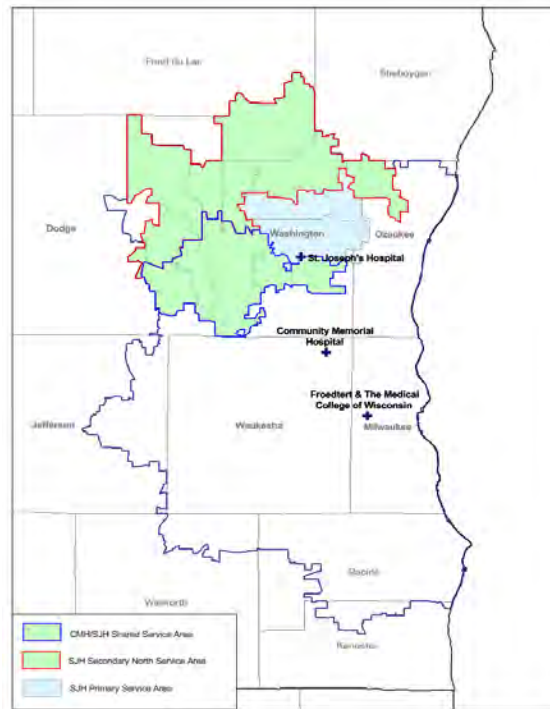 Fond du Lac
Sheboygan
Dodge
Washington
Ozaukee
St. Joseph's Hospital
Community Memorial
Hospital
Froedtert & The Medical
College of Wisconsin
Jefferson
Waukesha
Milwaukee
Racine
Walworth
Kenosha
CMH/SJH Shared Service Area
SJH Secondary North Service Area
SJH Primary Service Area